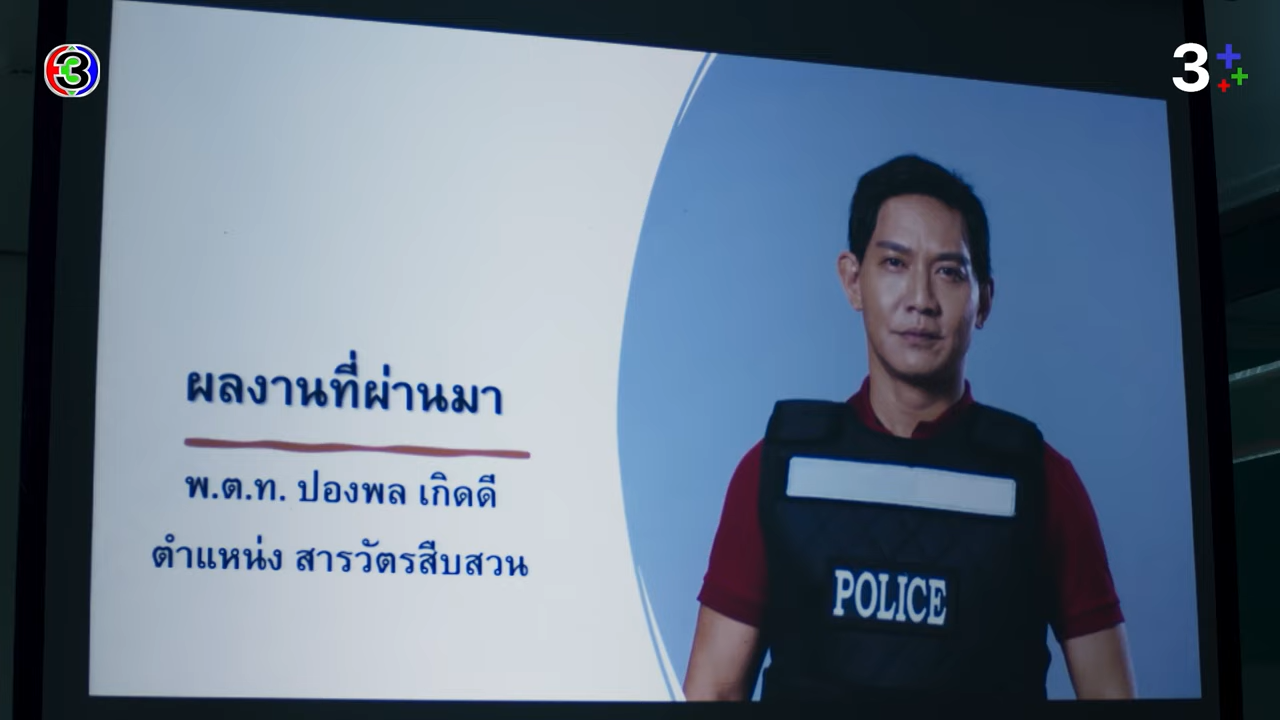 3
3
ผลงานที่ผ่านมา
พ.ต.ท. ปองพล เกิดดี
ตำแหน่ง สารวัตรสืบสวน
POLICE